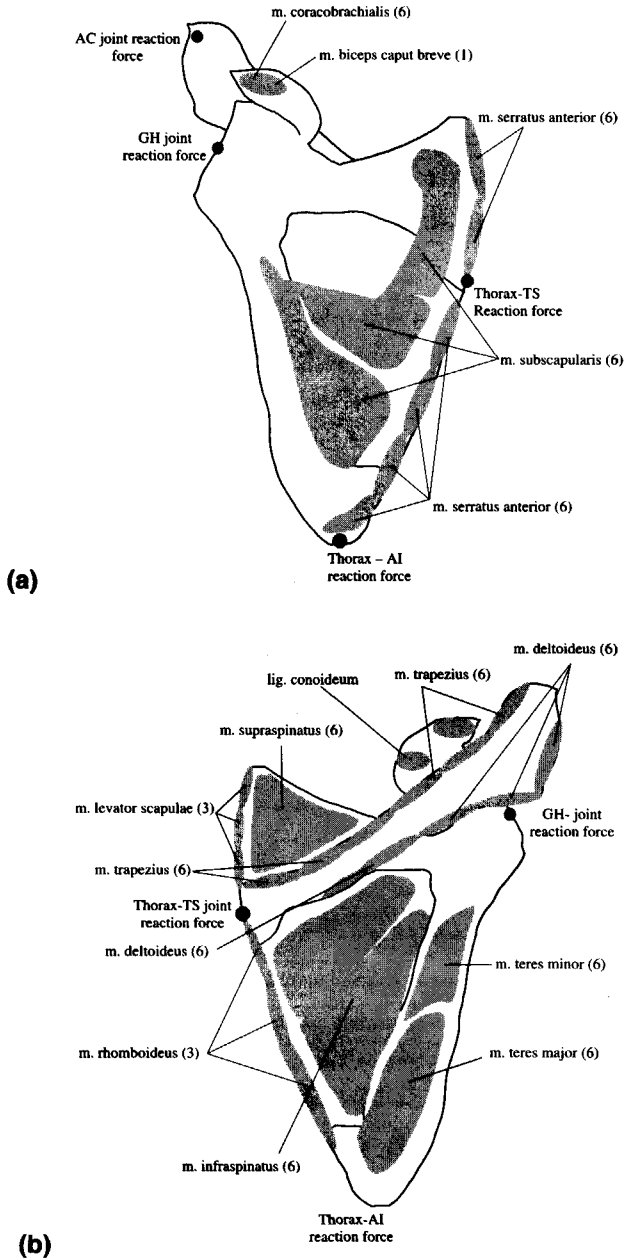 m. coracobrachialis (6)
AC joint reaction
force
m. biceps caput breve (1)
m. serratus anterior (6)
GH joint
reaction force
Thorax-TS
Reaction force
m. subscapularis (6)
m. serratus anterior (6)
Thorax – AI
reaction force
(a)
m. deltoideus (6)
lig. conoideum
m. trapezius (6)
m. supraspinatus (6)
m. levator scapulae (3)
GH- joint
reaction force
m. trapezius (6)
Thorax-TS joint
reaction force
m. deltoideus (6)
m. teres minor (6)
m. rhomboideus (3)
m. teres major (6)
m. infraspinatus (6)
Thorax-AI
reaction force
(b)